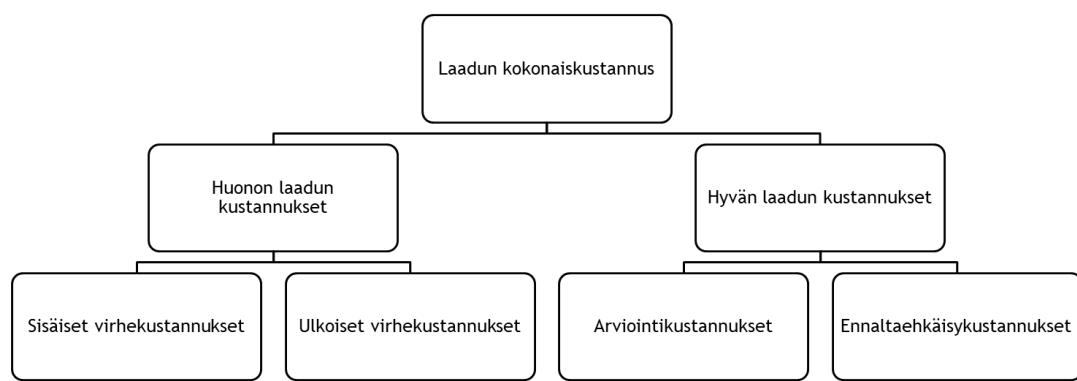 Laadun kokonaiskustannus
Huonon laadun
kustannukset
Hyvän laadun kustannukset
Sisäiset virhekustannukset
Ulkoiset virhekustannukset
Arviointikustannukset
Ennaltaehkäisykustannukset